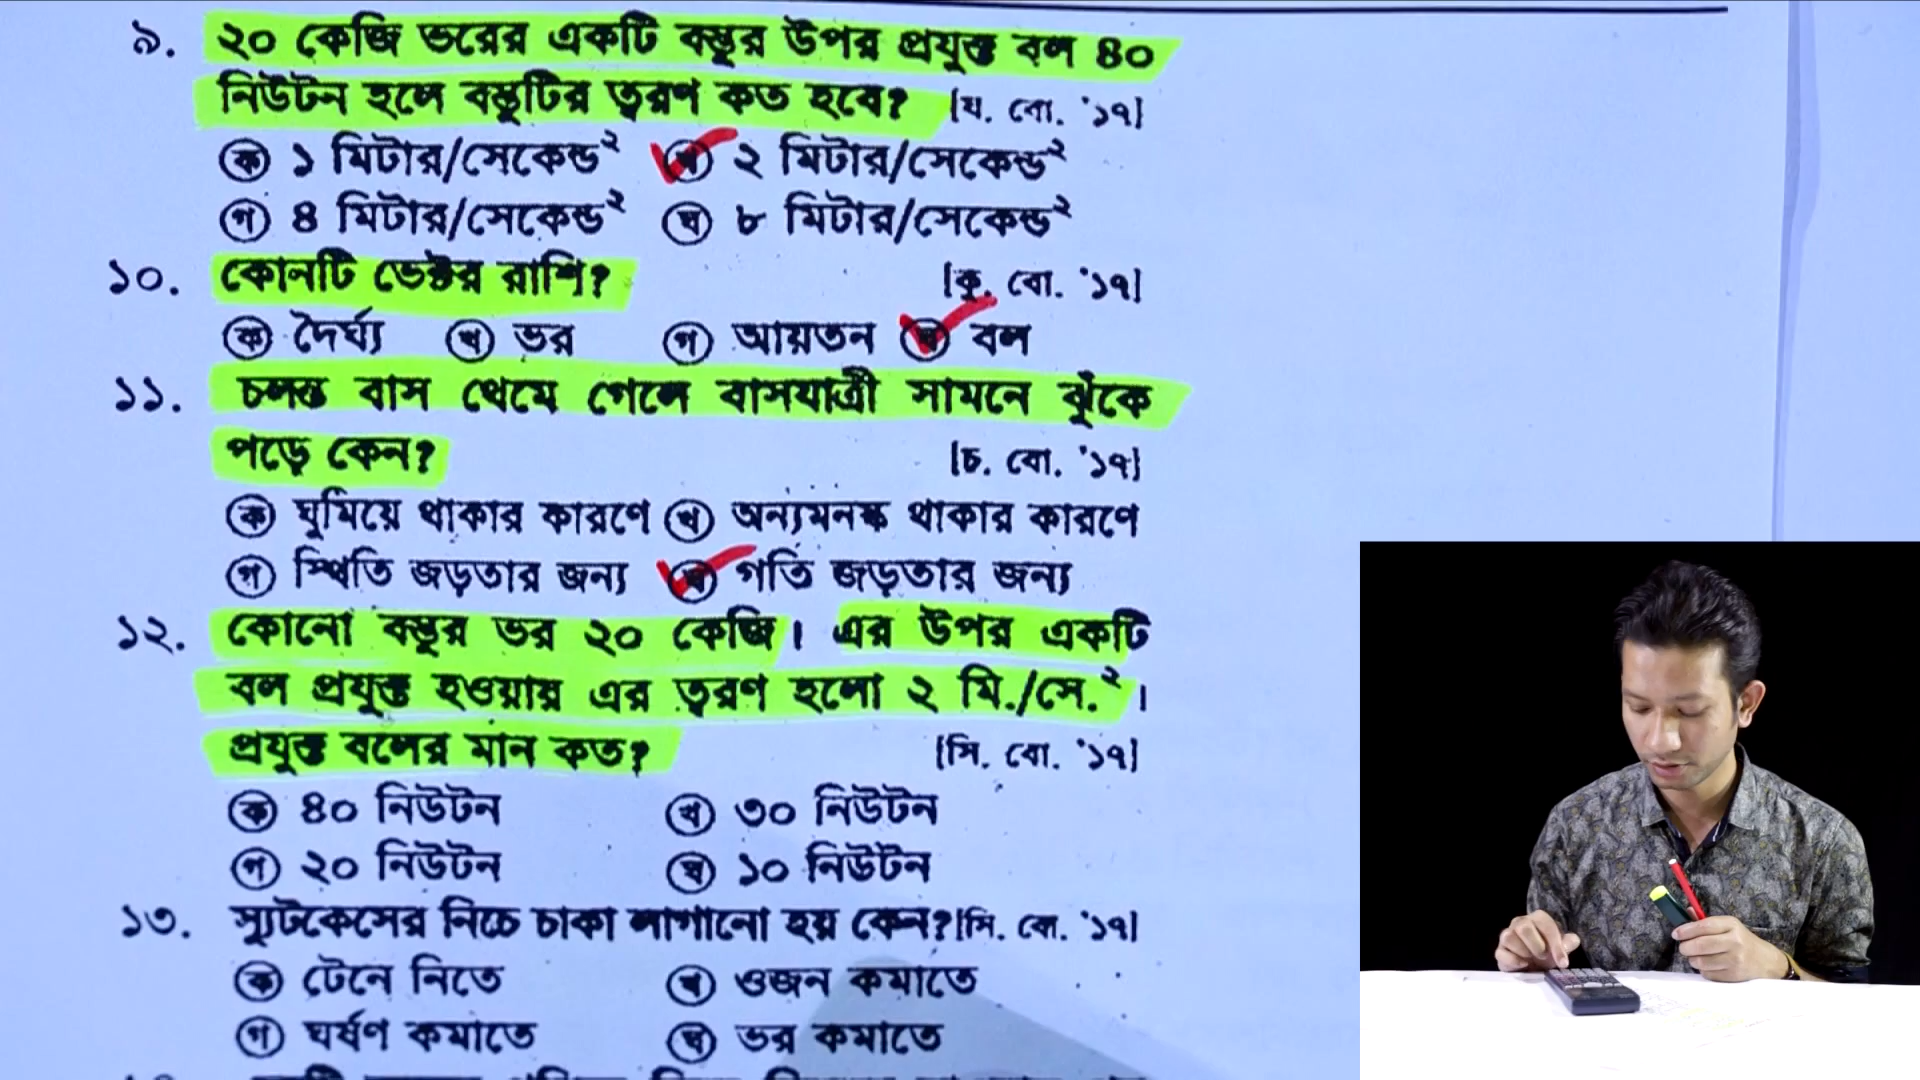 ৯. ২০ কেজি ভরের একটি বস্তুর উপর প্রযুক্ত বল ৪০
নিউটন হলে বস্তুটির ত্বরণ কত হবে? [য. বো. '১৭]
ক ১ মিটার/সেকেন্ড² খ ২ মিটার/সেকেন্ড²
গ ৪ মিটার/সেকেন্ড² ঘ ৮ মিটার/সেকেন্ড²
১০. কোনটি ভেক্টর রাশি? [কু. বো. '১৭]
ক দৈর্ঘ্য খ ভর গ আয়তন ঘ বল
১১. চলন্ত বাস থেমে গেলে বাসযাত্রী সামনে ঝুঁকে
পড়ে কেন? [চ. বো. '১৭]
ক ঘুমিয়ে থাকার কারণে খ অন্যমনস্ক থাকার কারণে
গ স্থিতি জড়তার জন্য ঘ গতি জড়তার জন্য
১২. কোনো বস্তুর ভর ২০ কেজি। এর উপর একটি
বল প্রযুক্ত হওয়ায় এর ত্বরণ হলো ২ মি./সে.²।
প্রযুক্ত বলের মান কত? [সি. বো. '১৭]
ক ৪০ নিউটন খ ৩০ নিউটন
গ ২০ নিউটন ঘ ১০ নিউটন
১৩. স্যুটকেসের নিচে চাকা লাগানো হয় কেন? [সি. বো. '১৭]
ক টেনে নিতে খ ওজন কমাতে
গ ঘর্ষণ কমাতে ঘ ভর কমাতে